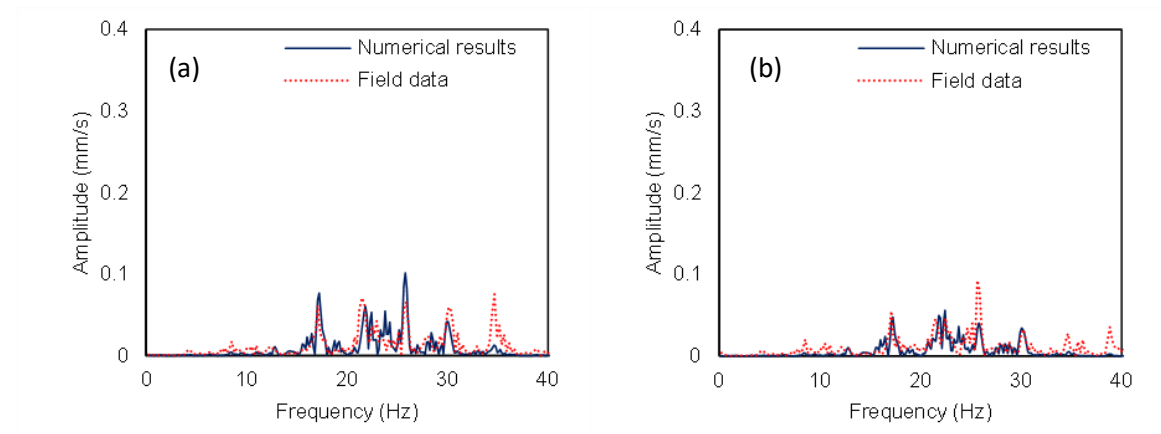 0.4
Numerical results
(a)
Field data
0.3
Amplitude (mm/s)
0.2
0.1
0
0 10 20 30 40
Frequency (Hz)
0.4
Numerical results
(b)
Field data
0.3
Amplitude (mm/s)
0.2
0.1
0
0 10 20 30 40
Frequency (Hz)